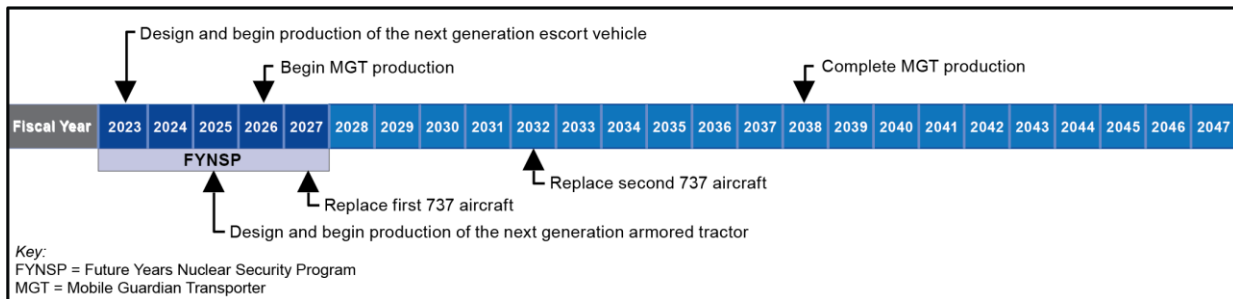 Design and begin production of the next generation escort vehicle
Begin MGT production
Complete MGT production
Fiscal Year 2023 2024 2025 2026 2027 2028 2029 2030 2031 2032 2033 2034 2035 2036 2037 2038 2039 2040 2041 2042 2043 2044 2045 2046 2047
FYNSP
Replace second 737 aircraft
Replace first 737 aircraft
Design and begin production of the next generation armored tractor
Key:
FYNSP = Future Years Nuclear Security Program
MGT = Mobile Guardian Transporter